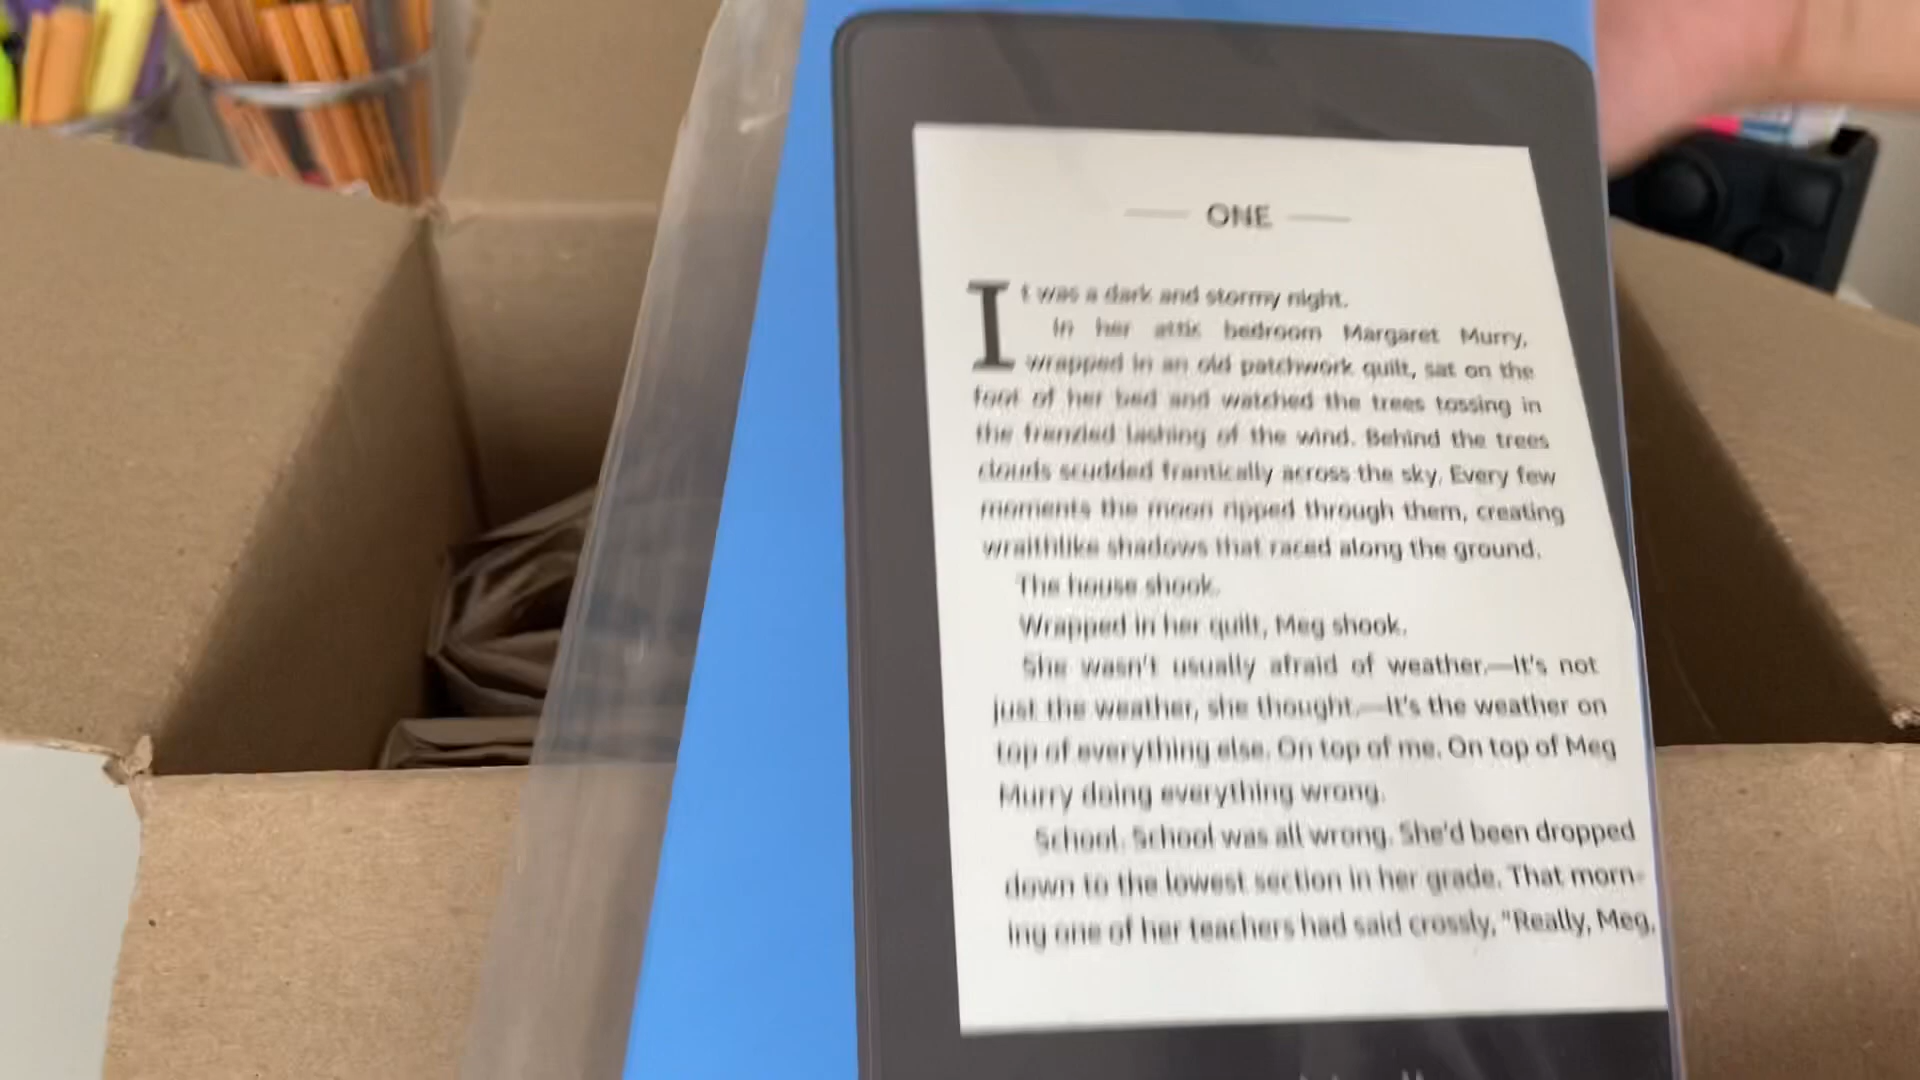 ONE
It was a dark and stormy night.
In her attic bedroom Margaret Murry,
wrapped in an old patchwork quilt, sat on the
foot of her bed and watched the trees tossing in
the frenzied lashing of the wind. Behind the trees
clouds scudded frantically across the sky. Every few
moments the moon ripped through them, creating
wraithlike shadows that raced along the ground.
The house shook.
Wrapped in her quilt, Meg shook.
She wasn't usually afraid of weather.—It's not
just the weather, she thought.—It's the weather on
top of everything else. On top of me. On top of Meg
Murry doing everything wrong.
School. School was all wrong. She'd been dropped
down to the lowest section in her grade. That morn-
ing one of her teachers had said crossly, "Really, Meg,